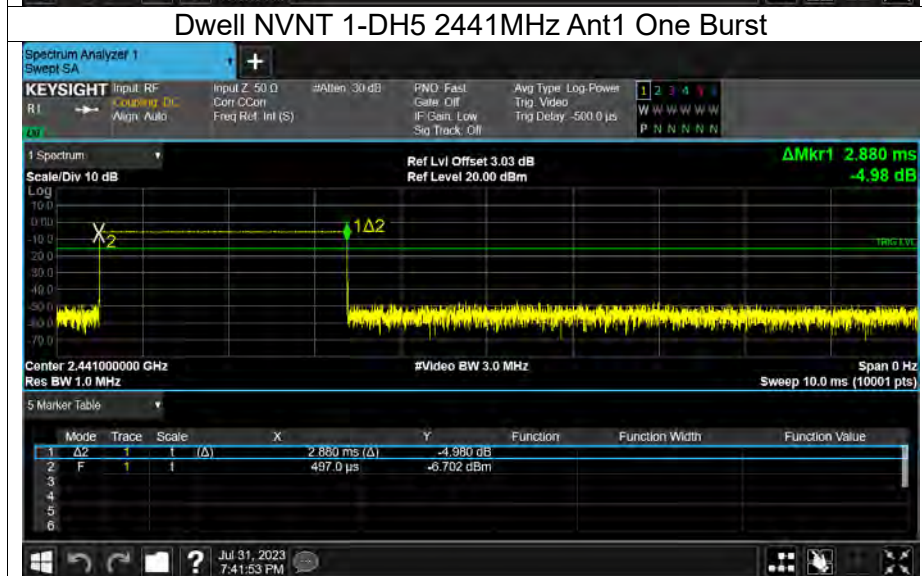 Dwell NVNT 1-DH5 2441MHz Ant1 One Burst
Spectrum Analyzer 1
Swept SA
+
KEYSIGHT Input: RF Input Z: 50 Ω #Atten: 30 dB PNO: Fast Avg Type: Log-Power 1 2 3 4 5 6
Coupling: DC Corr CCorr Gate: Off Trig: Video W W W W W W
Align: Auto Freq Ref: Int (S) IF Gain: Low Trig Delay: -500.0 µs P N N N N N
Sig Track: Off
1 Spectrum
Ref Lvl Offset 3.03 dB ΔMkr1 2.880 ms
Scale/Div 10 dB Ref Level 20.00 dBm -4.98 dB
Log
10.0
0.00
1Δ2
2
-10.0
TRIG LVL
-20.0
-30.0
-40.0
-50.0
-60.0
-70.0
Center 2.441000000 GHz #Video BW 3.0 MHz Span 0 Hz
Res BW 1.0 MHz Sweep 10.0 ms (10001 pts)
5 Marker Table
Mode Trace Scale X Y Function Function Width Function Value
1 Δ2 1 t (Δ) 2.880 ms (Δ) -4.980 dB
2 F 1 t 497.0 µs -6.702 dBm
3
4
5
6
? Jul 31, 2023
7:41:53 PM